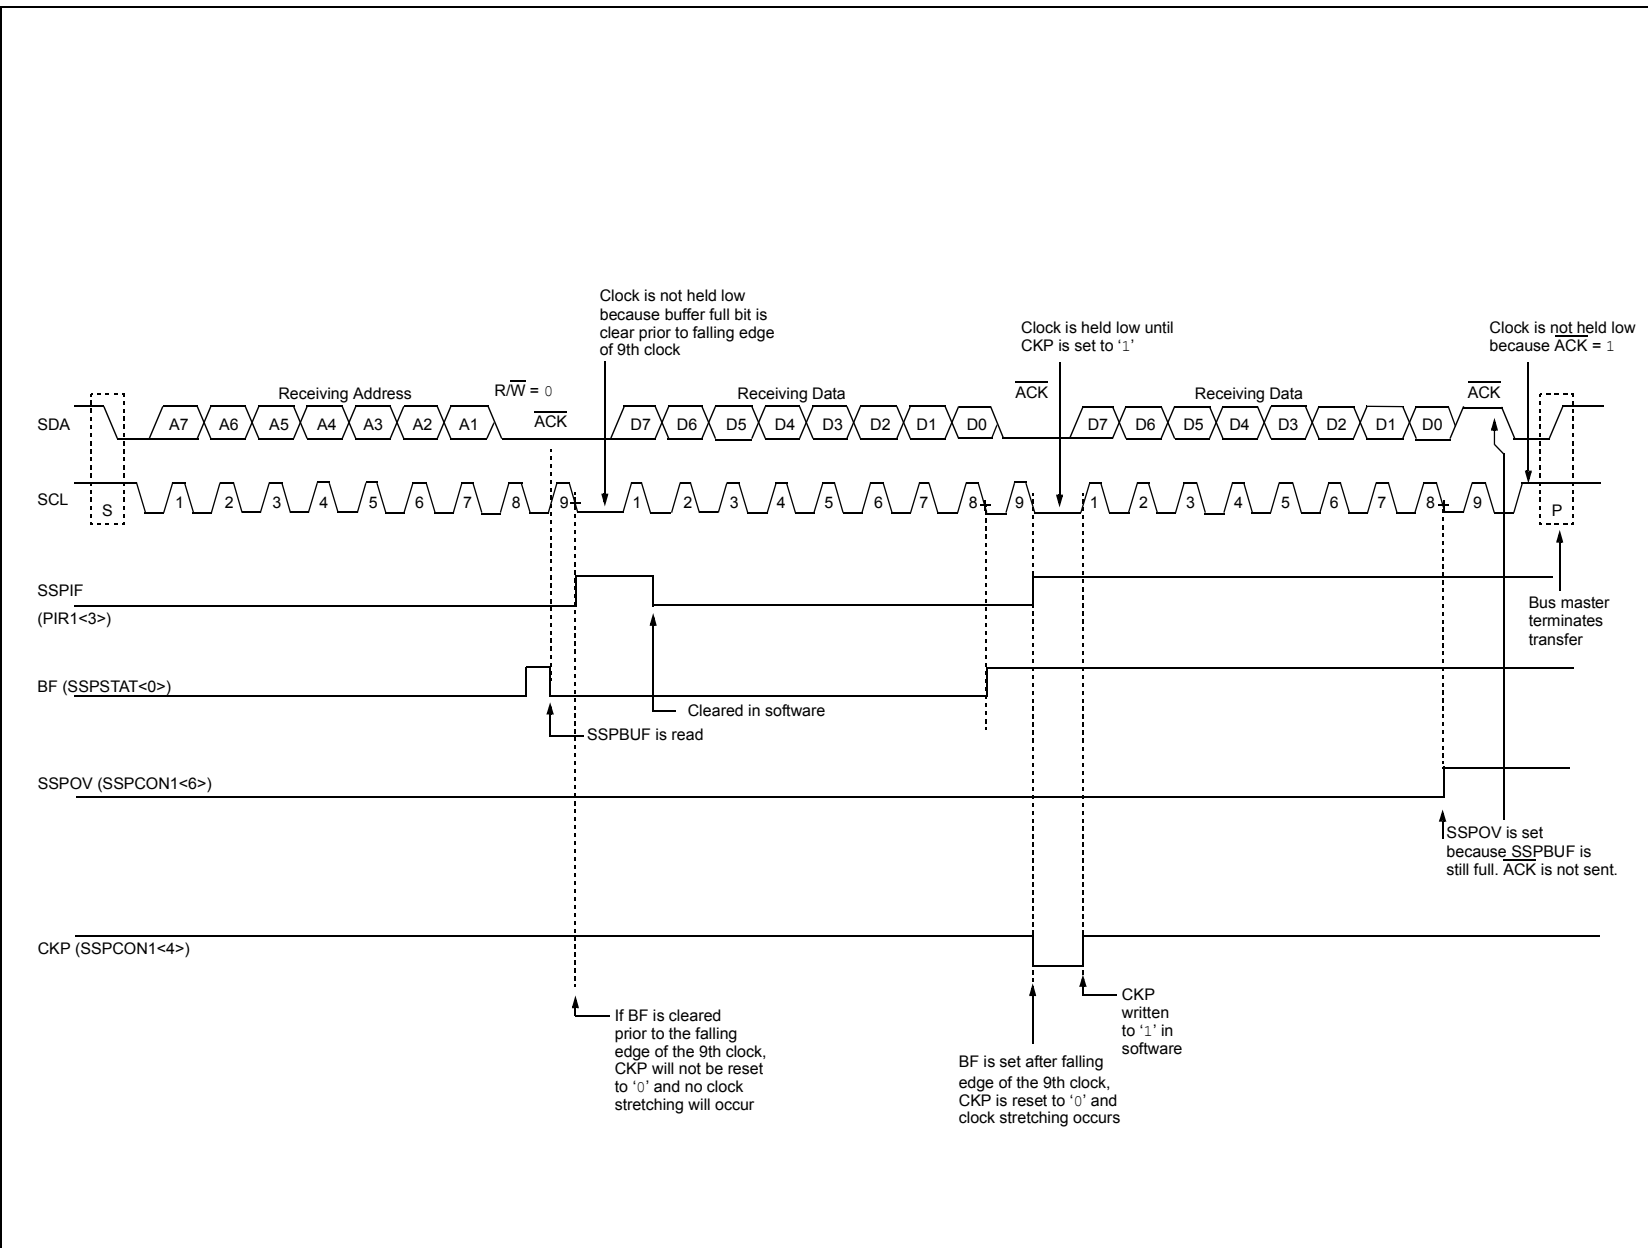 Clock is not held low
because buffer full bit is
clear prior to falling edge
of 9th clock
Clock is held low until
CKP is set to ‘1’
Clock is not held low
because A̅C̅K̅ = 1
Receiving Address
R/W̅ = 0
A̅C̅K̅
Receiving Data
A̅C̅K̅
Receiving Data
A̅C̅K̅
SDA
A7 A6 A5 A4 A3 A2 A1
D7 D6 D5 D4 D3 D2 D1 D0
D7 D6 D5 D4 D3 D2 D1 D0
SCL
S
1 2 3 4 5 6 7 8 9
1 2 3 4 5 6 7 8 9
1 2 3 4 5 6 7 8 9
P
SSPIF
(PIR1<3>)
Bus master
terminates
transfer
BF (SSPSTAT<0>)
Cleared in software
SSPBUF is read
SSPOV (SSPCON1<6>)
SSPOV is set
because SSPBUF is
still full. A̅C̅K̅ is not sent.
CKP (SSPCON1<4>)
If BF is cleared
prior to the falling
edge of the 9th clock,
CKP will not be reset
to ‘0’ and no clock
stretching will occur
CKP
written
to ‘1’ in
software
BF is set after falling
edge of the 9th clock,
CKP is reset to ‘0’ and
clock stretching occurs